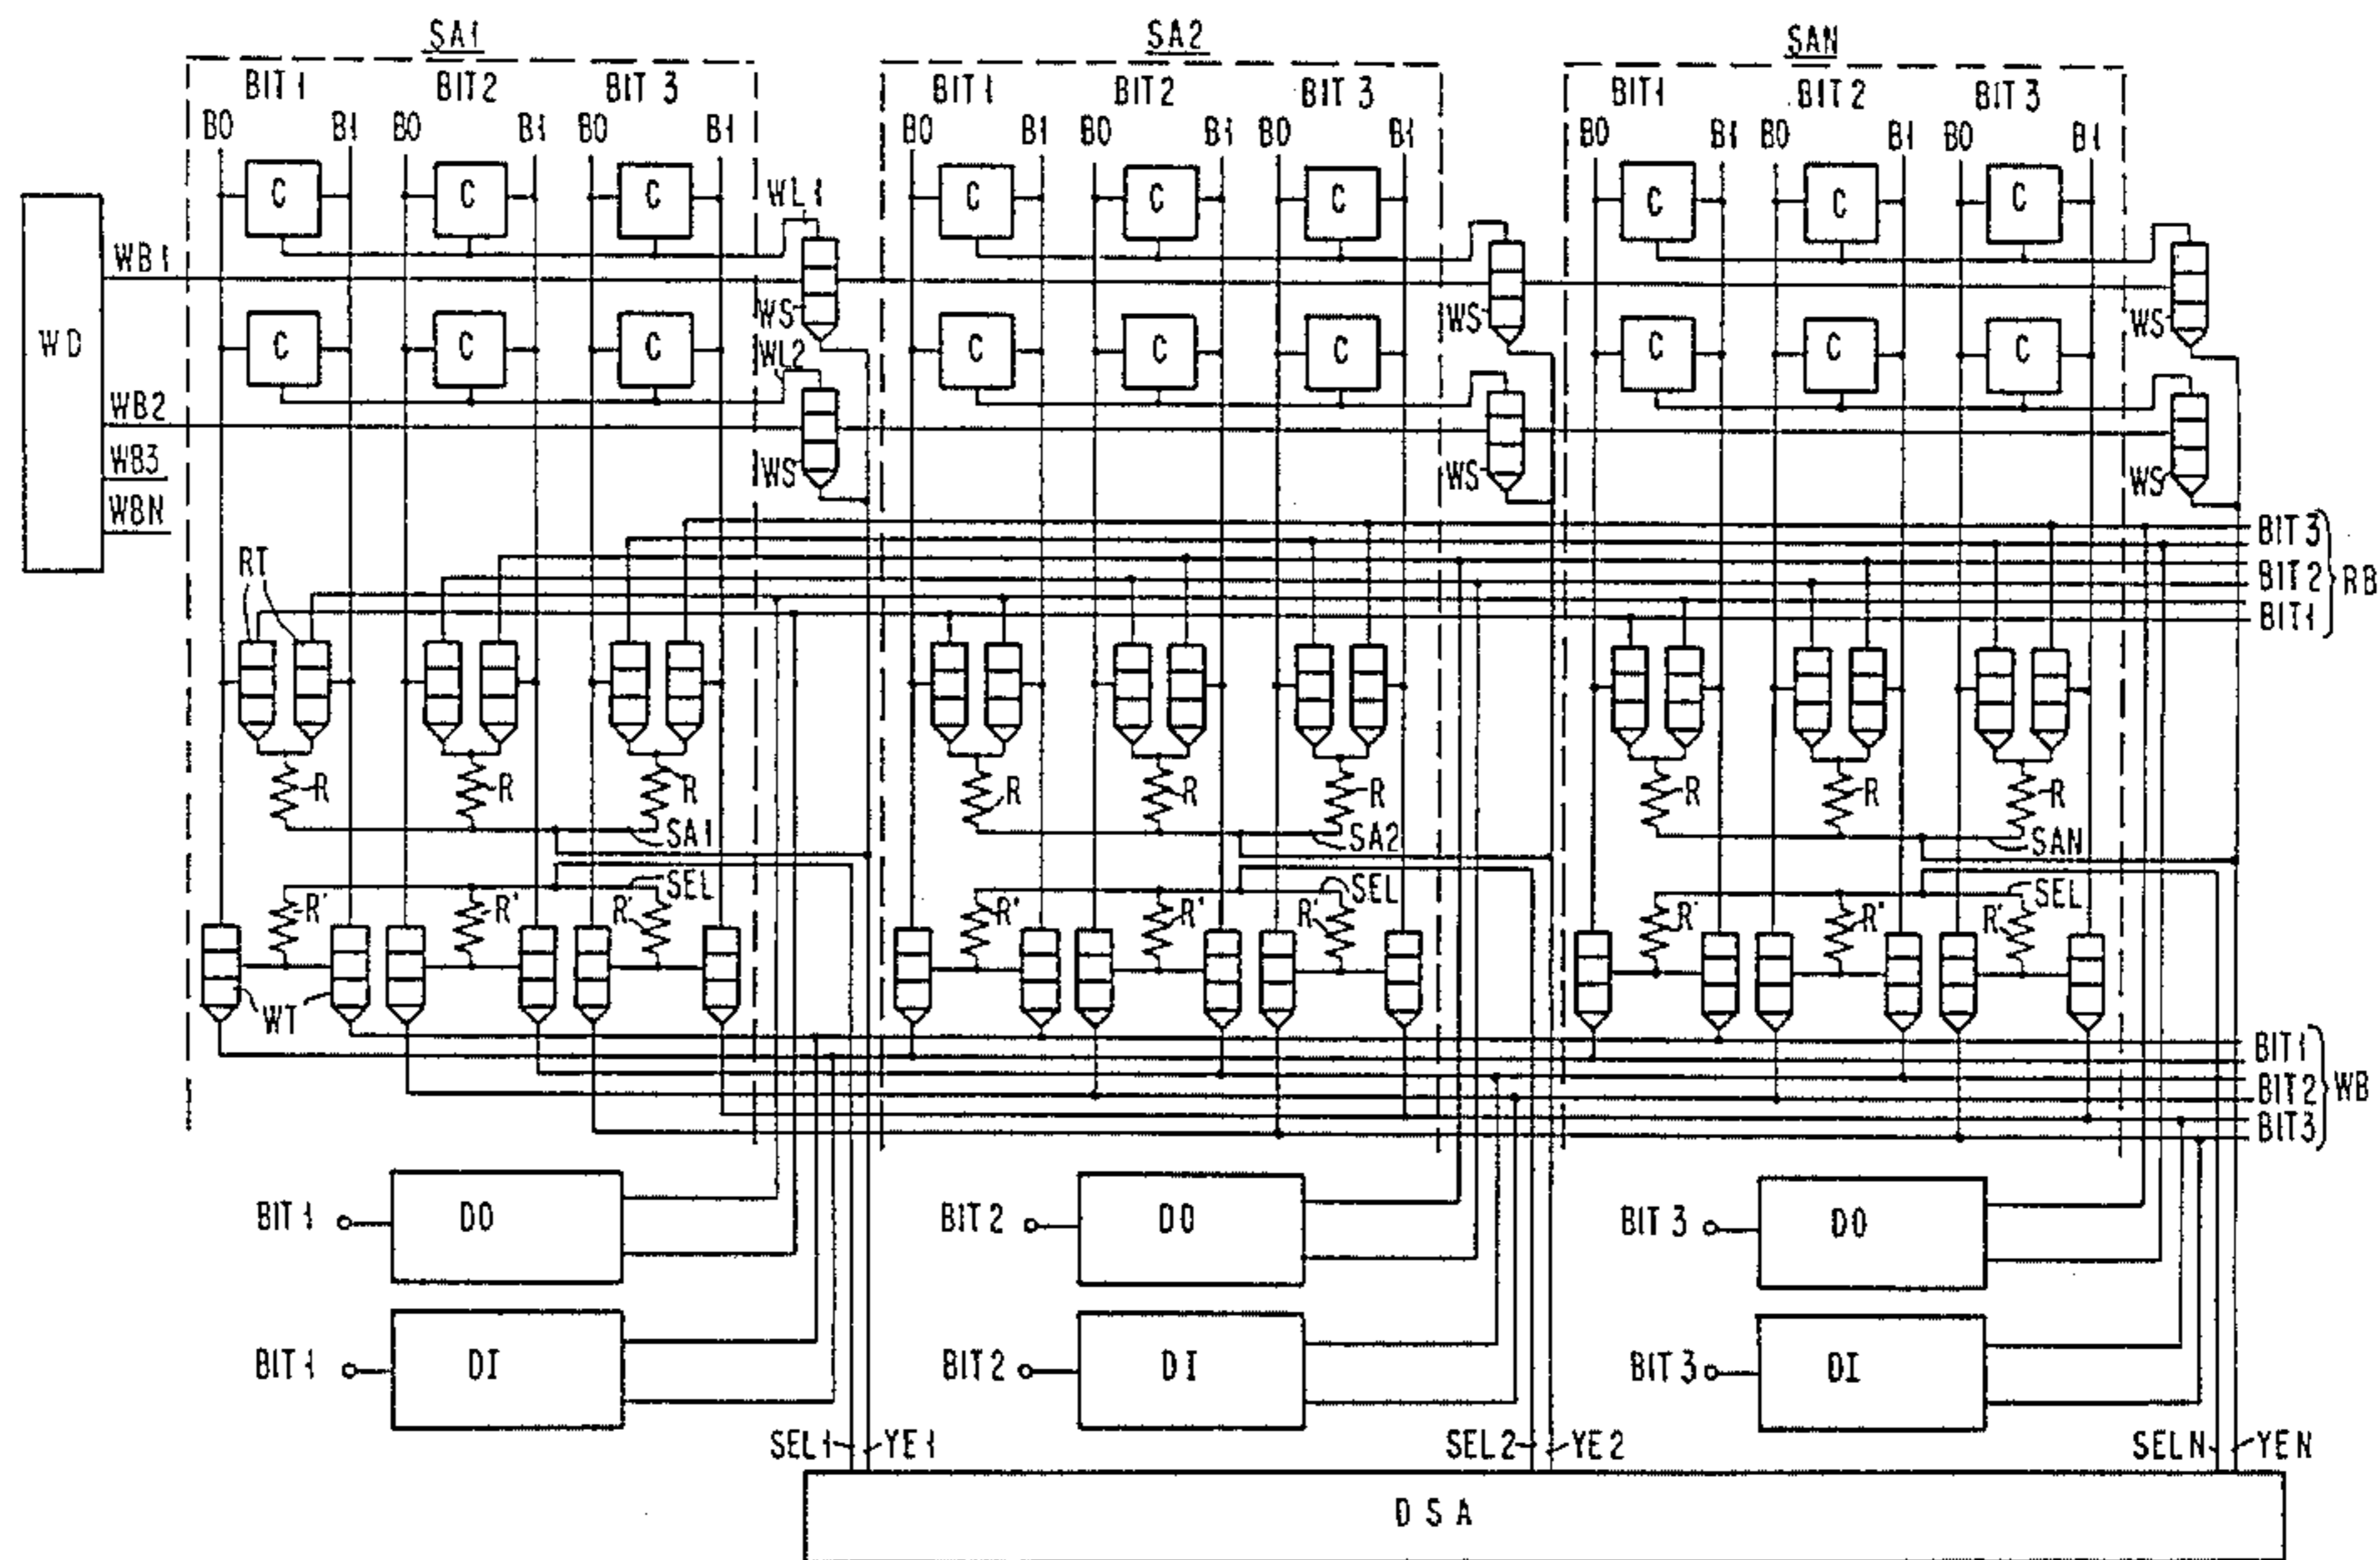 SA1 SA2 SAN
BIT1 BIT2 BIT3 BIT1 BIT2 BIT3 BIT1 BIT2 BIT3
B0 B1 B0 B1 B0 B1 B0 B1 B0 B1 B0 B1 B0 B1 B0 B1 B0 B1
C C C WL1 C C C C C C
WB1
WS WS WS
WD C C C WL2 C C C C C C
WB2
WB3 WS WS WS
WBN
BIT3
BIT2 RB
BIT1
RT
R R R R R R R R R
SA1 SA2 SAN
SEL SEL SEL
R' R' R' R' R' R' R' R' R'
WT
BIT1
BIT2 WB
BIT3
BIT1 DO BIT2 DO BIT3 DO
BIT1 DI BIT2 DI BIT3 DI
SEL1 YE1 SEL2 YE2 SELN YEN
DSA